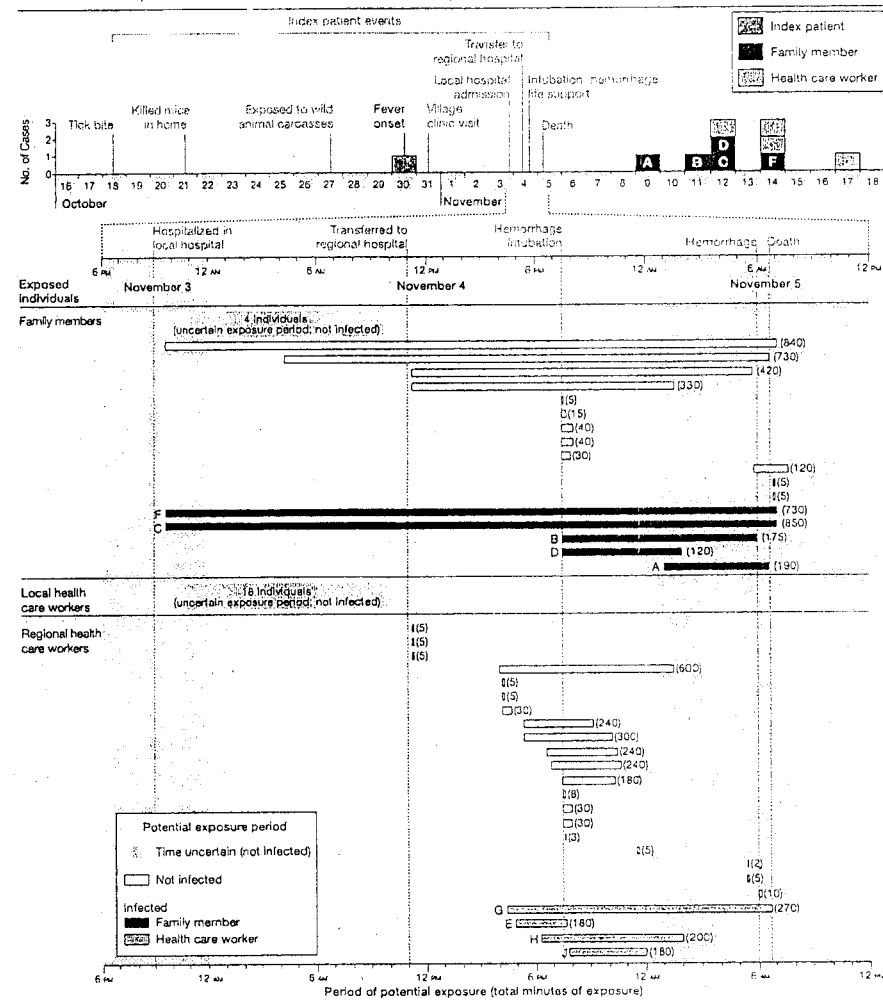 Index patient events
Transfer to
regional hospital
Local hospital
admission
Intubation, hemorrhage
life support
Tick bite
Killed mice
in home
Exposed to wild
animal carcasses
Fever
onset
Village
clinic visit
Death
Index patient
Family member
Health care worker
No. of Cases
3
2
1
0
A B D C F
16 17 18 19 20 21 22 23 24 25 26 27 28 29 30 31 1 2 3 4 5 6 7 8 9 10 11 12 13 14 15 16 17 18
October November
Hospitalized in
local hospital
Transferred to
regional hospital
Hemorrhage
Intubation
Hemorrhage Death
6 PM 12 AM 6 AM 12 PM 6 PM 12 AM 6 AM 12 PM
November 3 November 4 November 5
Exposed
individuals
Family members
4 Individuals
(uncertain exposure period; not infected)
(840)
(730)
(420)
(330)
(5)
(15)
(40)
(40)
(30)
(120)
(5)
(5)
F (730)
C (850)
B (175)
D (120)
A (190)
Local health
care workers
18 Individuals
(uncertain exposure period; not infected)
Regional health
care workers
(5)
(5)
(5)
(600)
(5)
(5)
(30)
(240)
(300)
(240)
(240)
(180)
(8)
(30)
(30)
(3)
(5)
(2)
(5)
(10)
G (270)
E (180)
H (200)
(180)
Potential exposure period
Time uncertain (not infected)
Not infected
Infected
Family member
Health care worker
6 PM 12 AM 6 AM 12 PM 6 PM 12 AM 6 AM 12 PM
Period of potential exposure (total minutes of exposure)